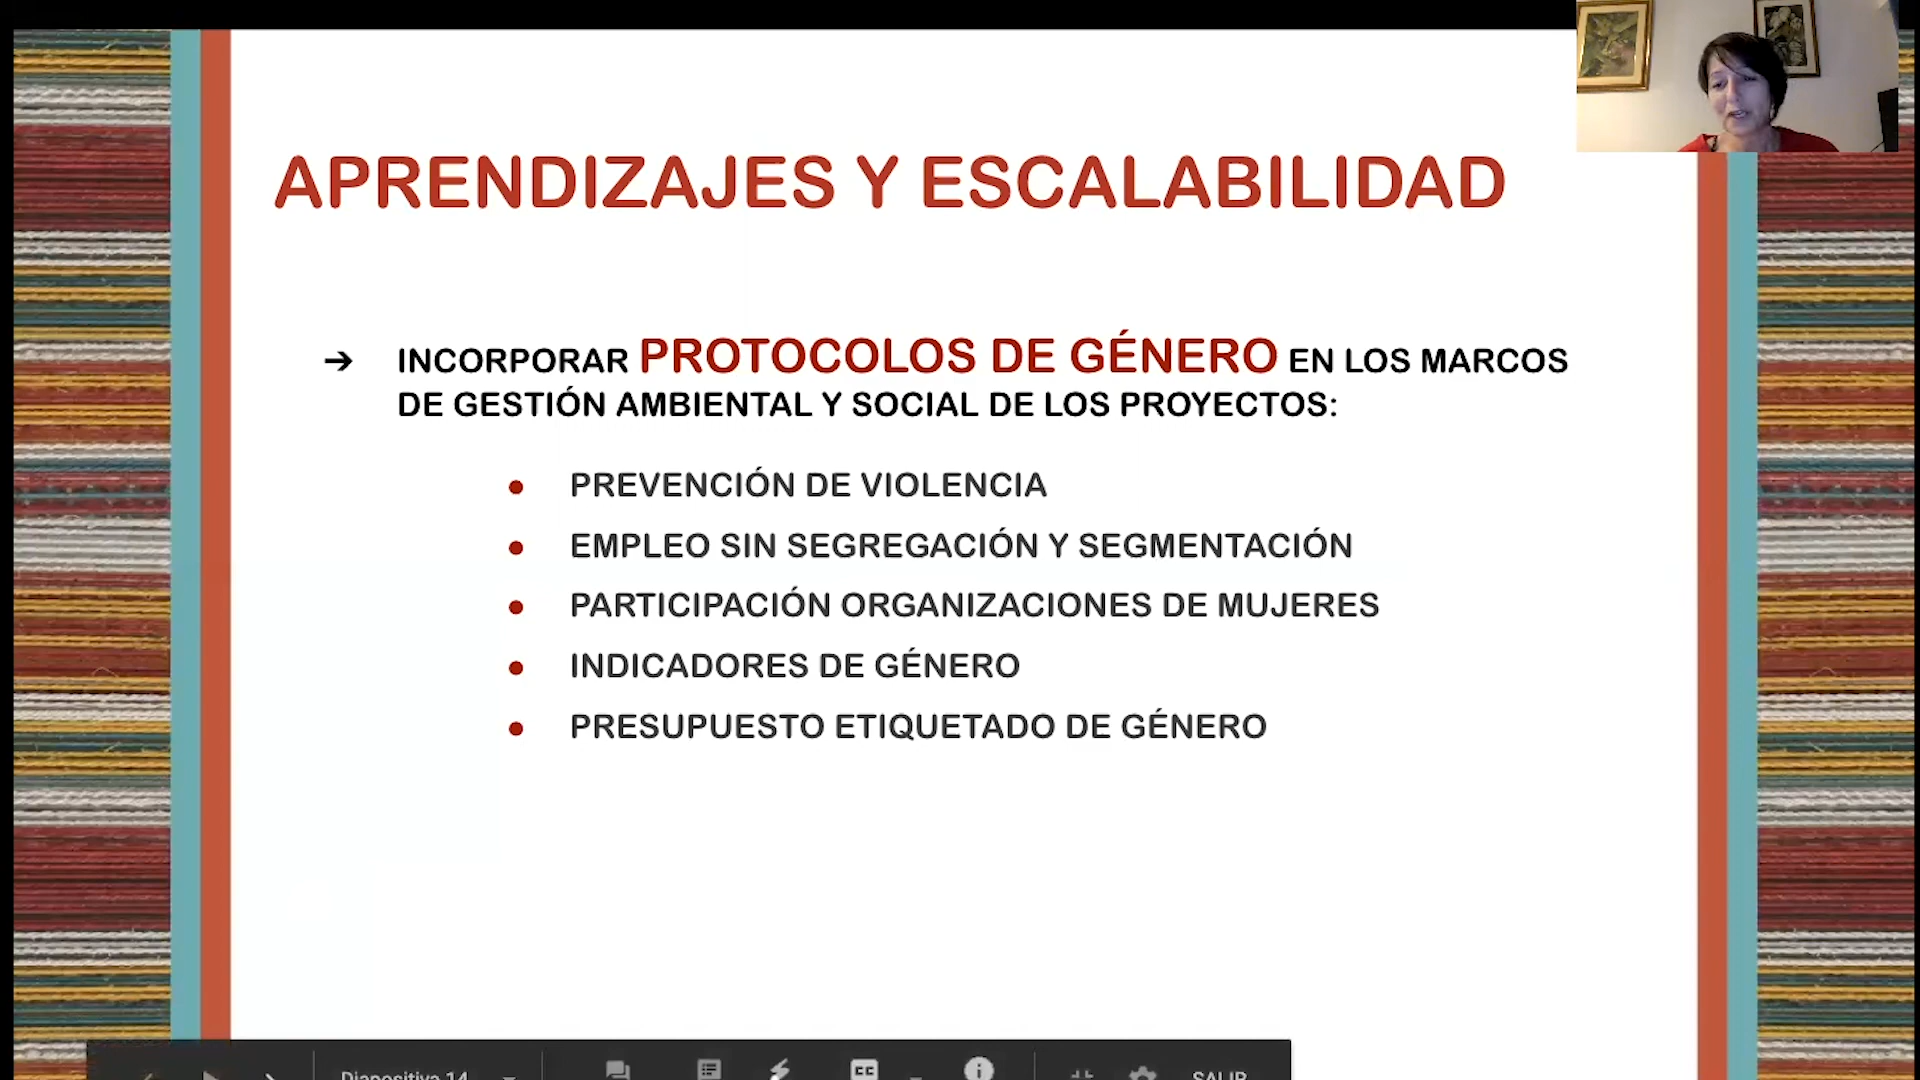 APRENDIZAJES Y ESCALABILIDAD
➔ INCORPORAR PROTOCOLOS DE GÉNERO EN LOS MARCOS
DE GESTIÓN AMBIENTAL Y SOCIAL DE LOS PROYECTOS:
● PREVENCIÓN DE VIOLENCIA
● EMPLEO SIN SEGREGACIÓN Y SEGMENTACIÓN
● PARTICIPACIÓN ORGANIZACIONES DE MUJERES
● INDICADORES DE GÉNERO
● PRESUPUESTO ETIQUETADO DE GÉNERO
Diapositiva 14 CC SALIR